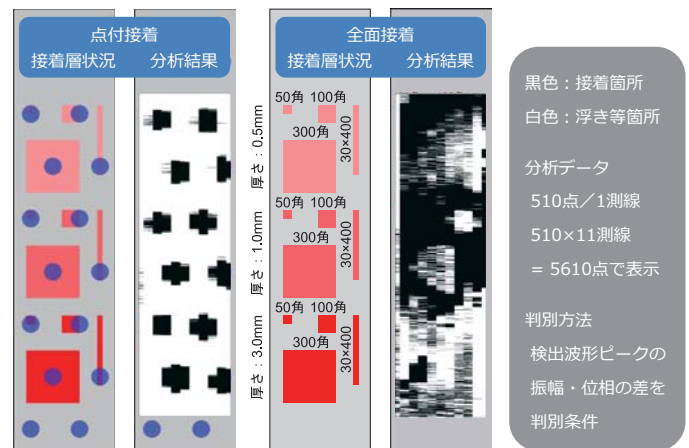 点付接着
接着層状況 分析結果
全面接着
接着層状況 分析結果
50角 100角
300角
30×400
厚さ：0.5mm
50角 100角
300角
30×400
厚さ：1.0mm
50角 100角
300角
30×400
厚さ：3.0mm
黒色：接着箇所
白色：浮き等箇所
分析データ
510点／1測線
510×11測線
= 5610点で表示
判別方法
検出波形ピークの
振幅・位相の差を
判別条件